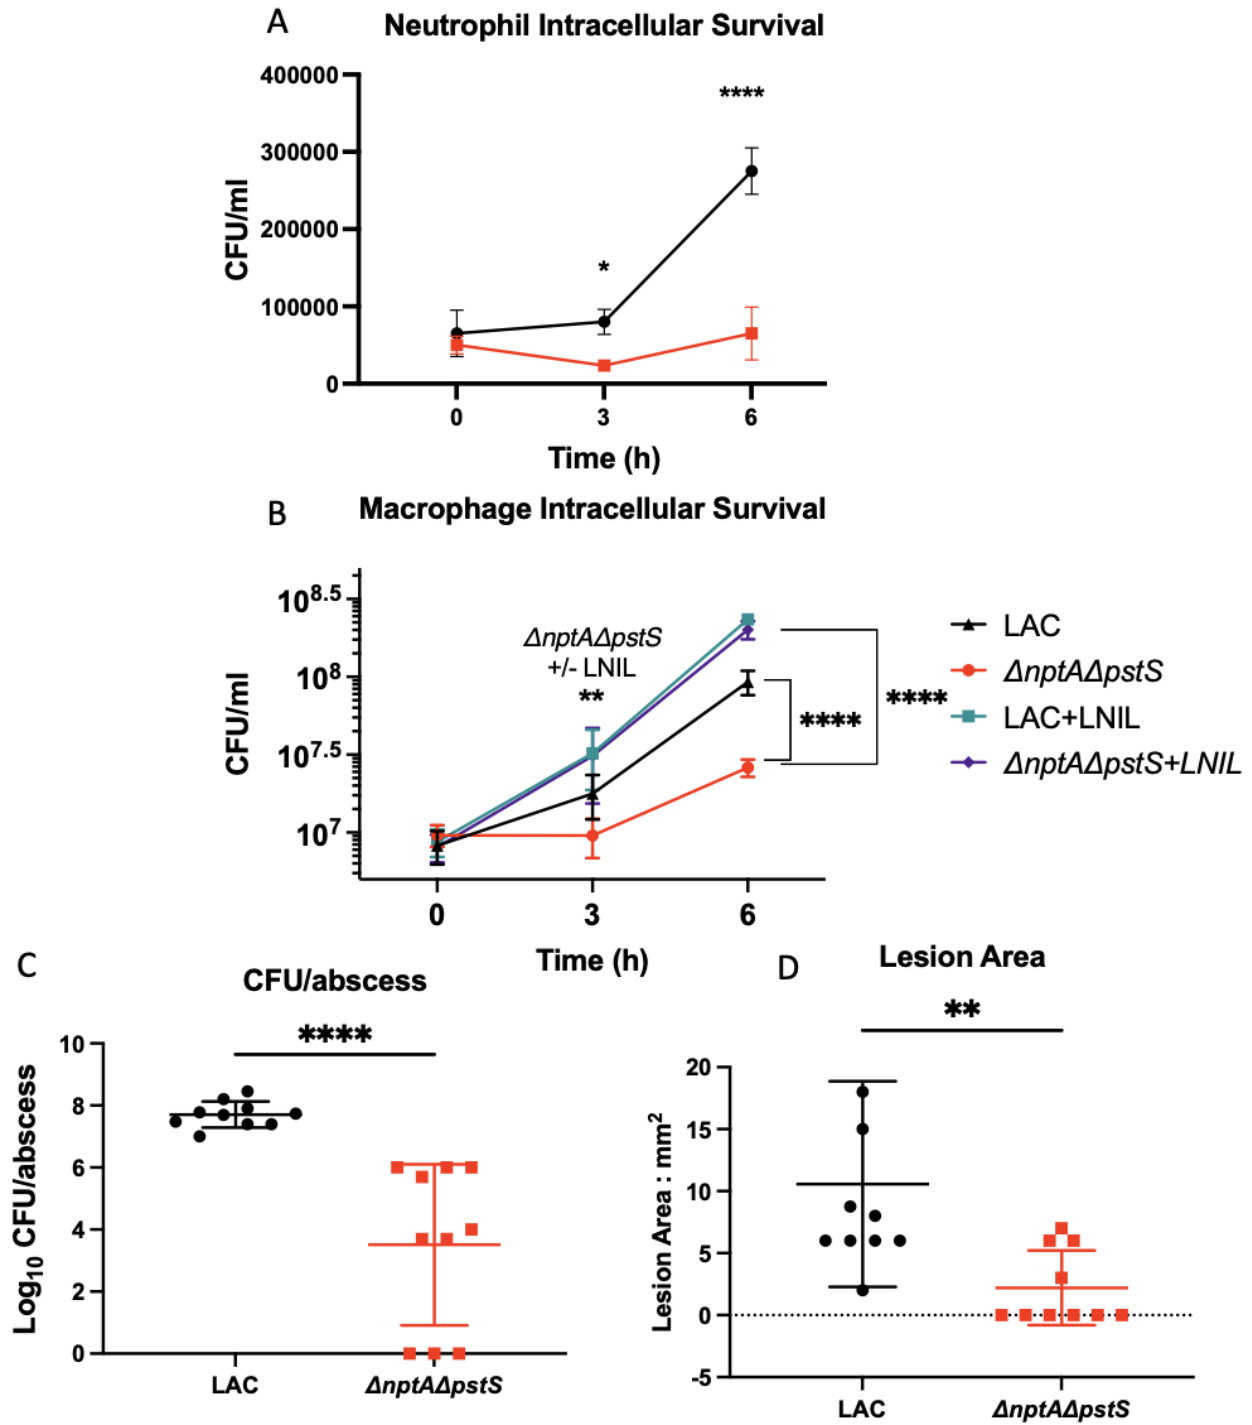 A
Neutrophil Intracellular Survival
400000
300000
200000
100000
0
CFU/ml
*
****
0 3 6
Time (h)
B
Macrophage Intracellular Survival
10^8.5
10^8
10^7.5
10^7
CFU/ml
ΔnptAΔpstS
+/- LNIL
**
****
****
LAC
ΔnptAΔpstS
LAC+LNIL
ΔnptAΔpstS+LNIL
0 3 6
Time (h)
C
CFU/abscess
****
10
8
6
4
2
0
Log₁₀ CFU/abscess
LAC ΔnptAΔpstS
D
Lesion Area
**
20
15
10
5
0
-5
Lesion Area : mm²
LAC ΔnptAΔpstS